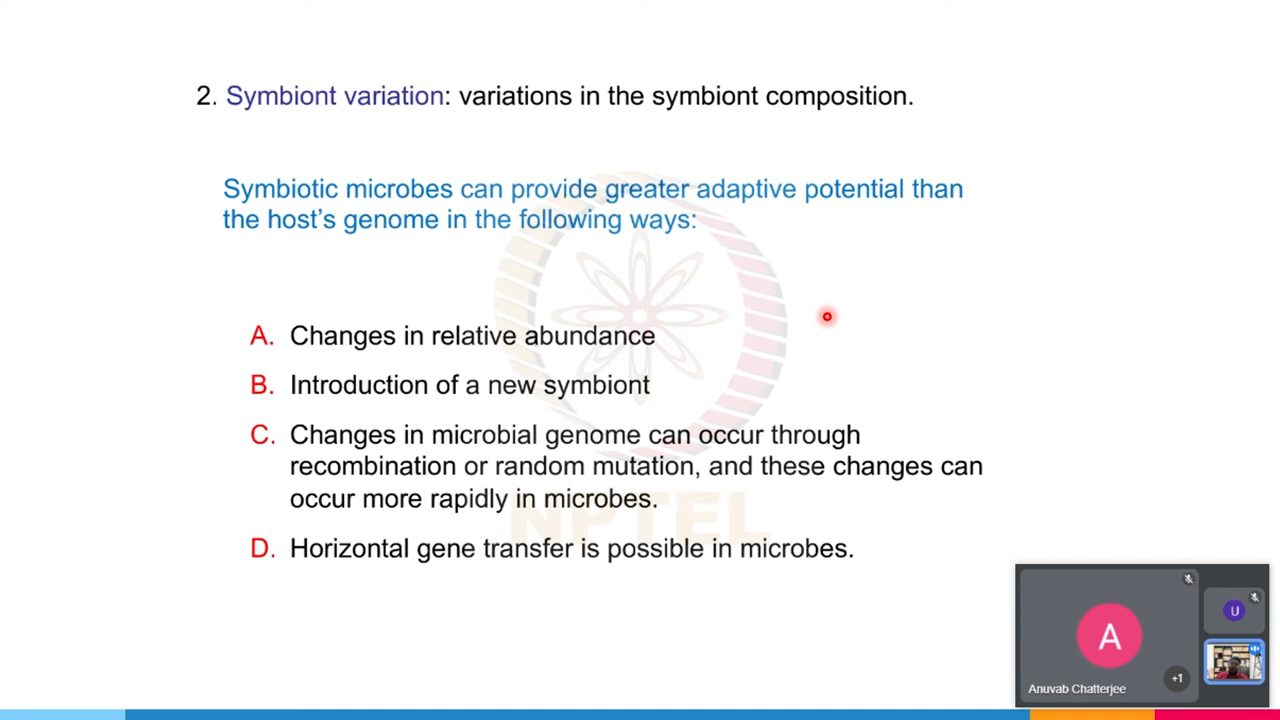 2. Symbiont variation: variations in the symbiont composition.
Symbiotic microbes can provide greater adaptive potential than
the host's genome in the following ways:
A. Changes in relative abundance
B. Introduction of a new symbiont
C. Changes in microbial genome can occur through
recombination or random mutation, and these changes can
occur more rapidly in microbes.
NPTEL
D. Horizontal gene transfer is possible in microbes.
A
U
+1
Anuvab Chatterjee